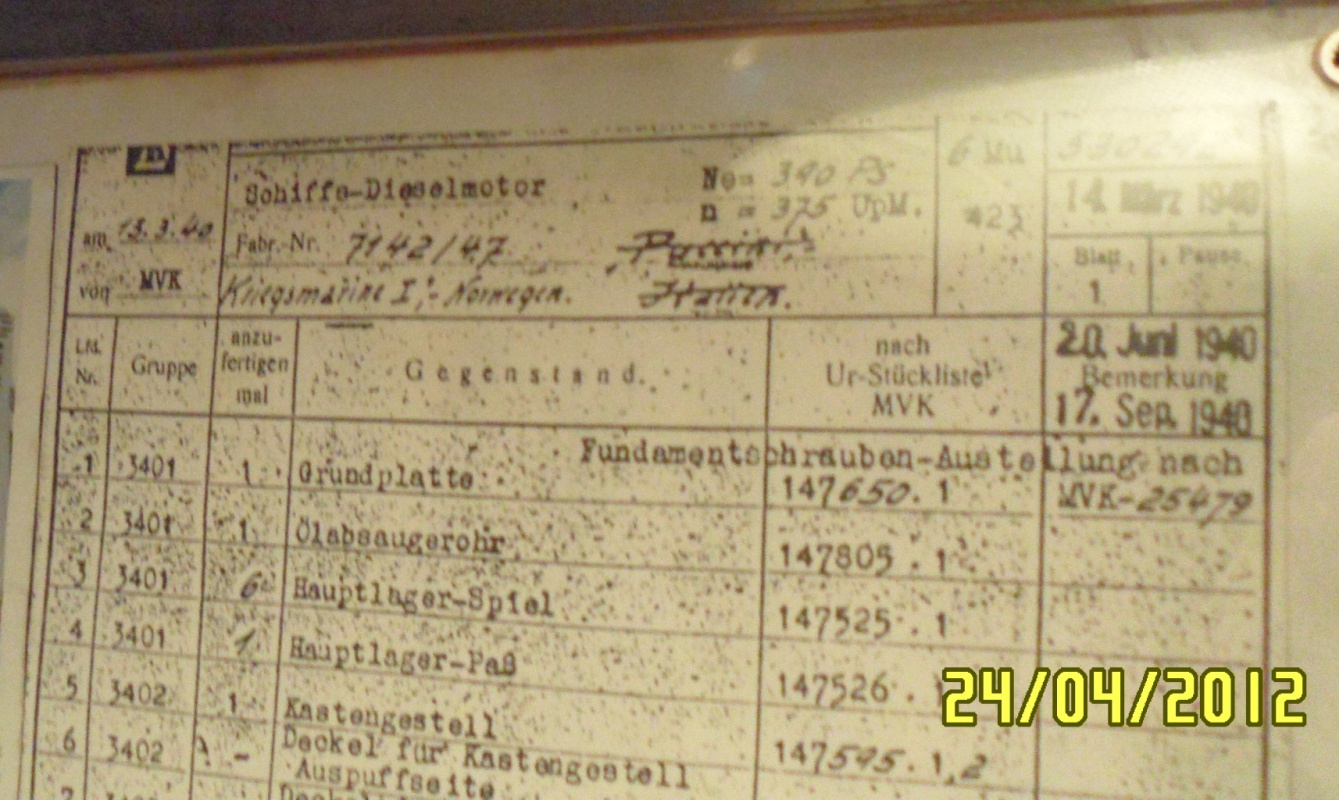 Schiffs-Dieselmotor
Ne= 390 PS
6 Mu
n = 375 UpM.
423
14. März 1940
am 13.3.40
Fabr.-Nr. 7142/47
von MVK
Kriegsmarine I - Norwegen.
Italien.
Blatt
Pause
1
Lfd. Nr.
Gruppe
anzu-
fertigen
mal
Gegenstand.
nach
Ur-Stückliste
MVK
20. Juni 1940
Bemerkung
17. Sep. 1940
Fundamentschrauben-Austeilung nach
1 3401 1 Grundplatte 147650.1 MVK-25479
2 3401 1 Ölabsaugerohr 147805.1
3 3401 6 Hauptlager-Spiel 147525.1
4 3401 1 Hauptlager-Paß 147526.
5 3402 1 Kastengestell
6 3402 - Deckel für Kastengestell 147595.1,2
Auspuffseite
24/04/2012